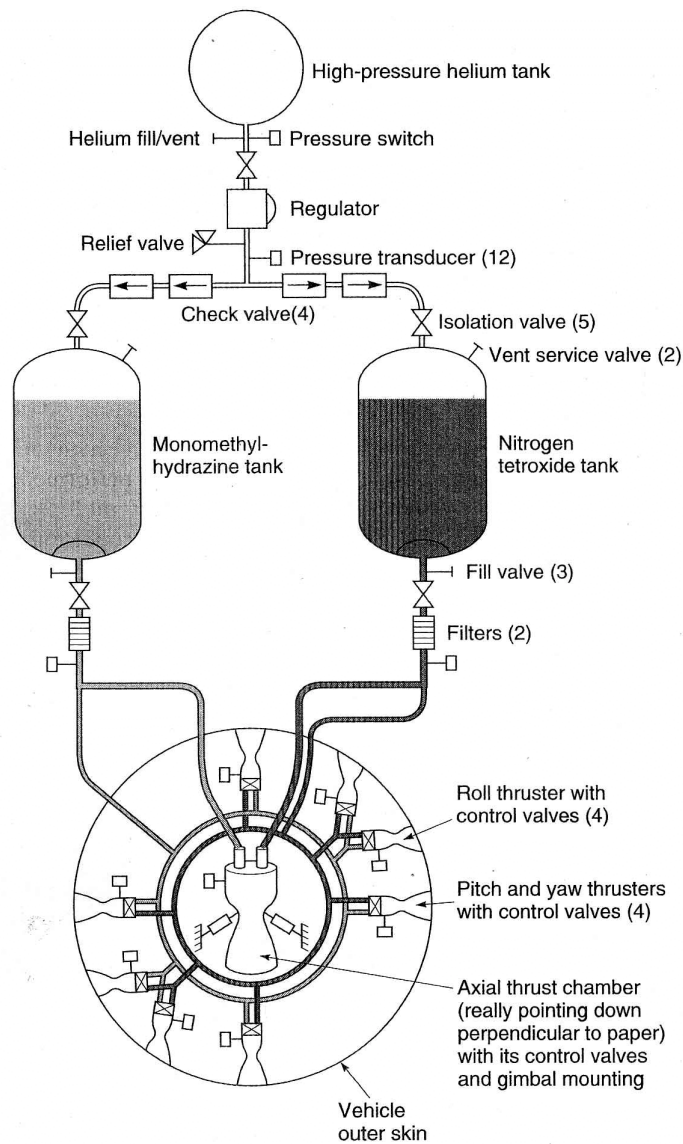 High-pressure helium tank
Helium fill/vent
Pressure switch
Regulator
Relief valve
Pressure transducer (12)
Check valve(4)
Isolation valve (5)
Vent service valve (2)
Monomethyl-
hydrazine tank
Nitrogen
tetroxide tank
Fill valve (3)
Filters (2)
Roll thruster with
control valves (4)
Pitch and yaw thrusters
with control valves (4)
Axial thrust chamber
(really pointing down
perpendicular to paper)
with its control valves
and gimbal mounting
Vehicle
outer skin